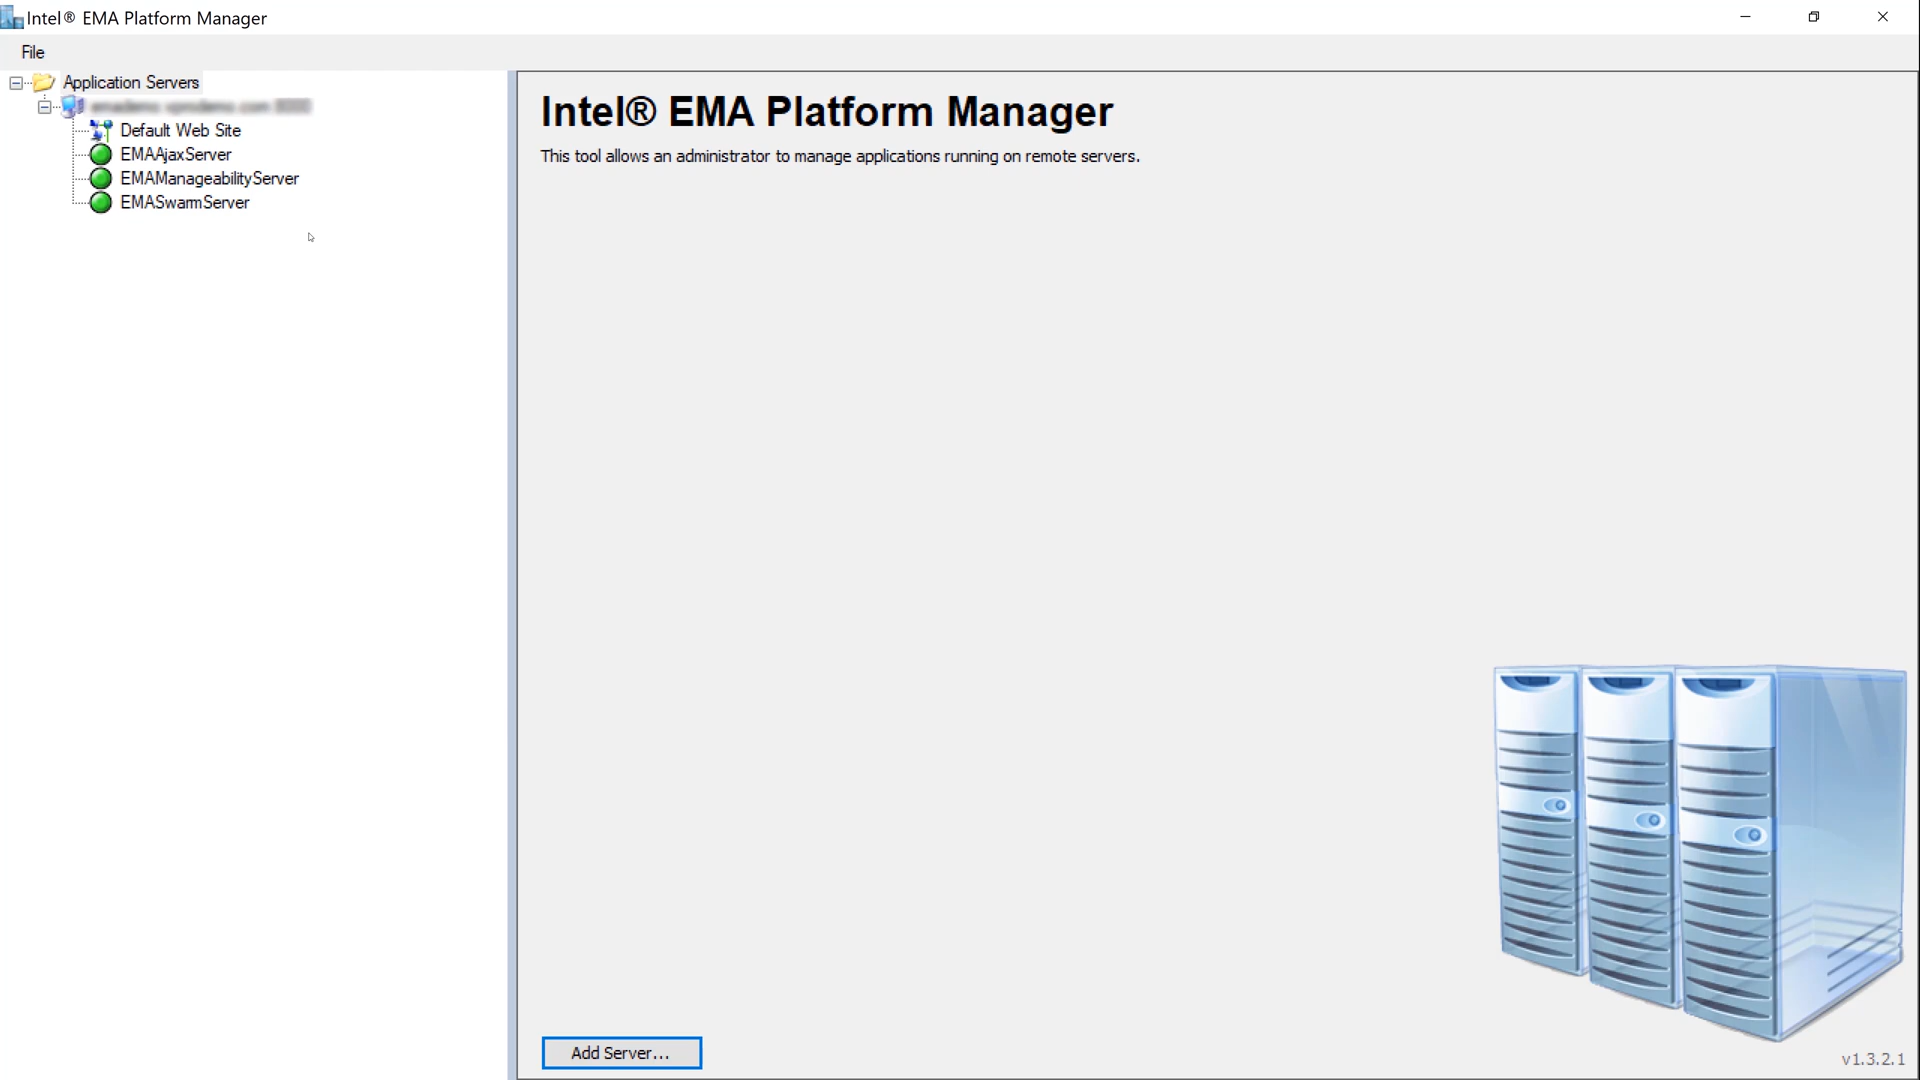 Intel® EMA Platform Manager
File
Application Servers
Default Web Site
EMAAjaxServer
EMAManageabilityServer
EMASwarmServer
Intel® EMA Platform Manager
This tool allows an administrator to manage applications running on remote servers.
Add Server...
v1.3.2.1